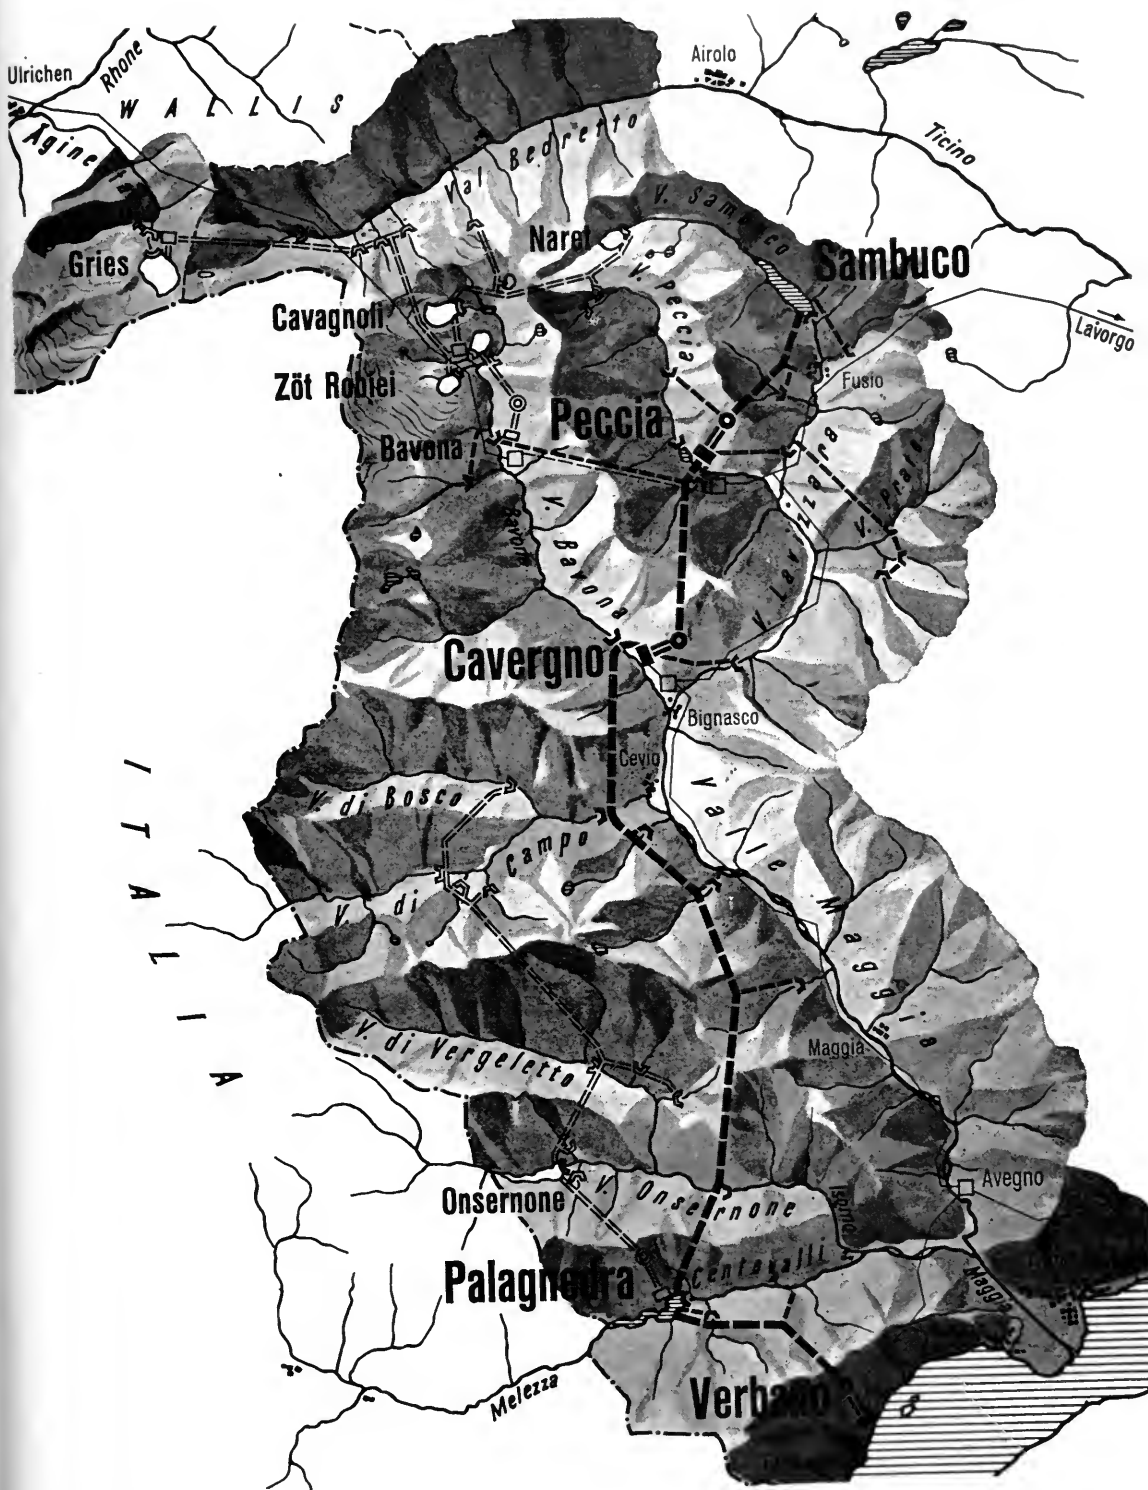 Airolo
Ulrichen
Rhone
WALLIS
Ticino
Val Bedretto
V. Sambuco
Naret
Sambuco
Gries
V. Peccia
Cavagnoli
Lavorgo
Zöt Robiei
Fusio
Peccia
Bavona
V. Prato
V. Lavizzara
Bavona
V. Bavona
Cavergno
Bignasco
Cevio
V. di Bosco
Valle Maggia
V. di Campo
ITALIA
V. di Vergeletto
Maggia
Avegno
V. Onsernone
Onsernone
Isorno
Centovalli
Palagnedra
Maggia
Melezza
Verbano